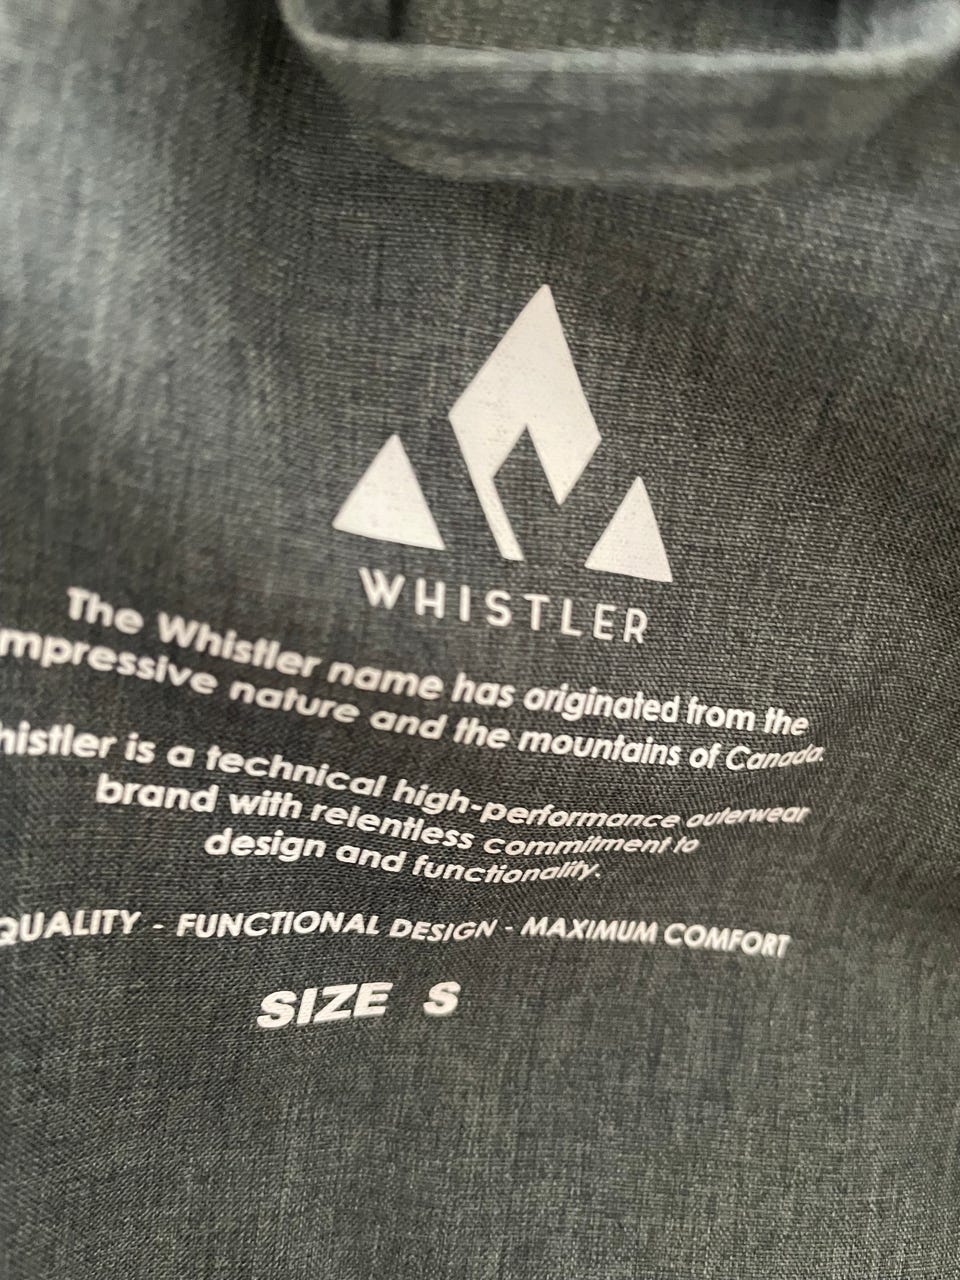 WHISTLER
The Whistler name has originated from the
mpressive nature and the mountains of Canada.
histler is a technical high-performance outerwear
brand with relentless commitment to
design and functionality.
QUALITY - FUNCTIONAL DESIGN - MAXIMUM COMFORT
SIZE S